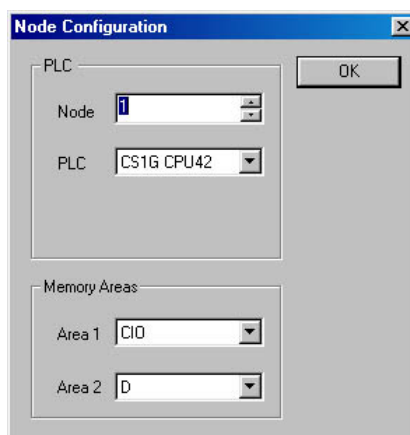 Node Configuration
PLC
OK
Node 1
PLC CS1G CPU42
Memory Areas
Area 1 CIO
Area 2 D